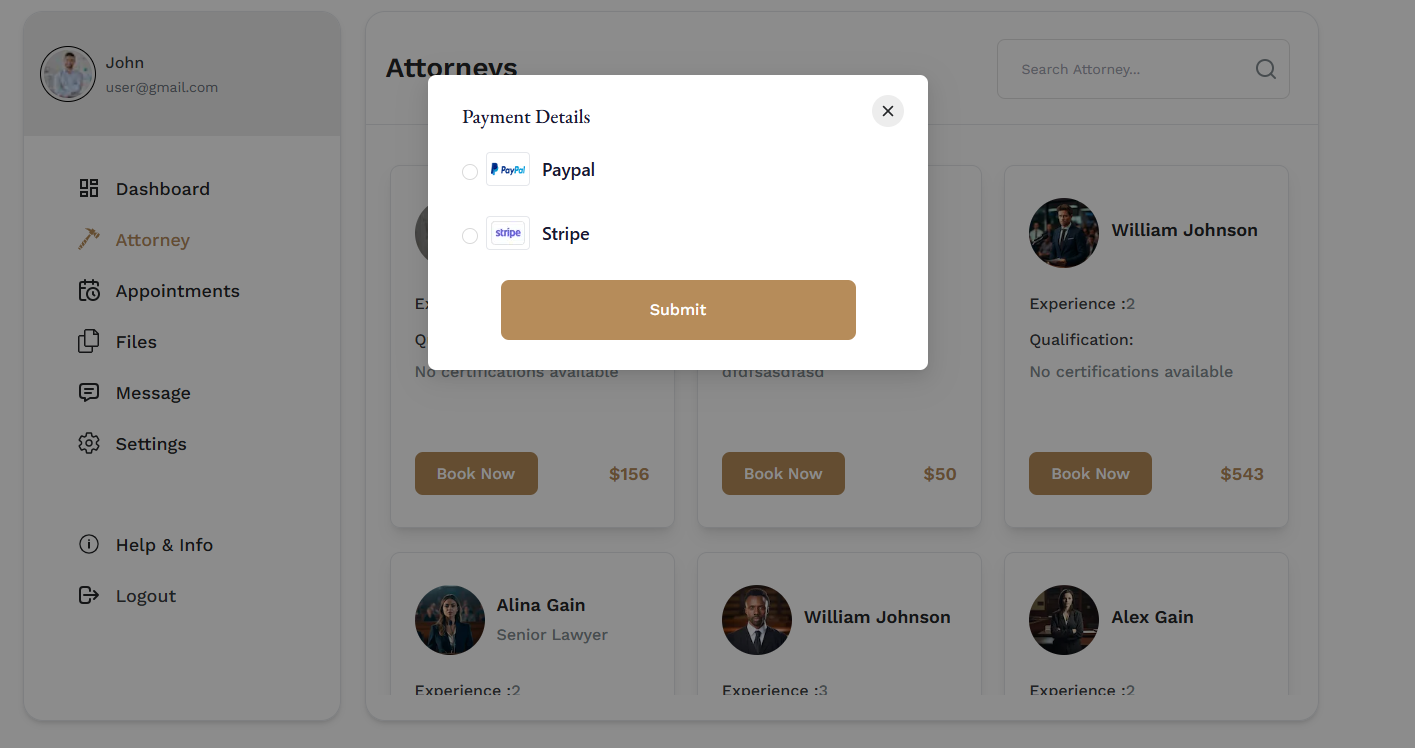 John
user@gmail.com
Dashboard
Attorney
Appointments
Files
Message
Settings
Help & Info
Logout
Attorneys
Search Attorney...
Payment Details
PayPal
Paypal
stripe
Stripe
Submit
William Johnson
Experience :2
Qualification:
No certifications available
No certifications available
dfdfsasdfasd
Book Now
$156
Book Now
$50
Book Now
$543
Alina Gain
Senior Lawyer
Experience :2
William Johnson
Experience :3
Alex Gain
Experience :2